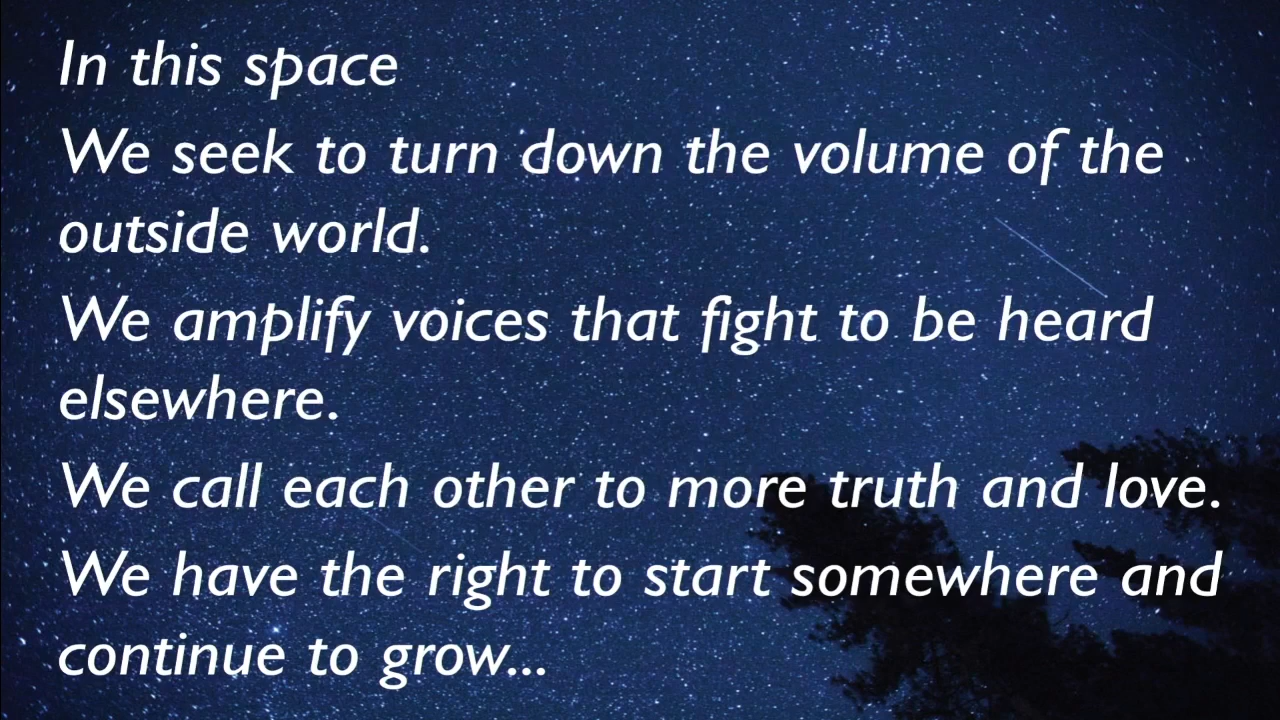 In this space
We seek to turn down the volume of the
outside world.
We amplify voices that fight to be heard
elsewhere.
We call each other to more truth and love.
We have the right to start somewhere and
continue to grow...